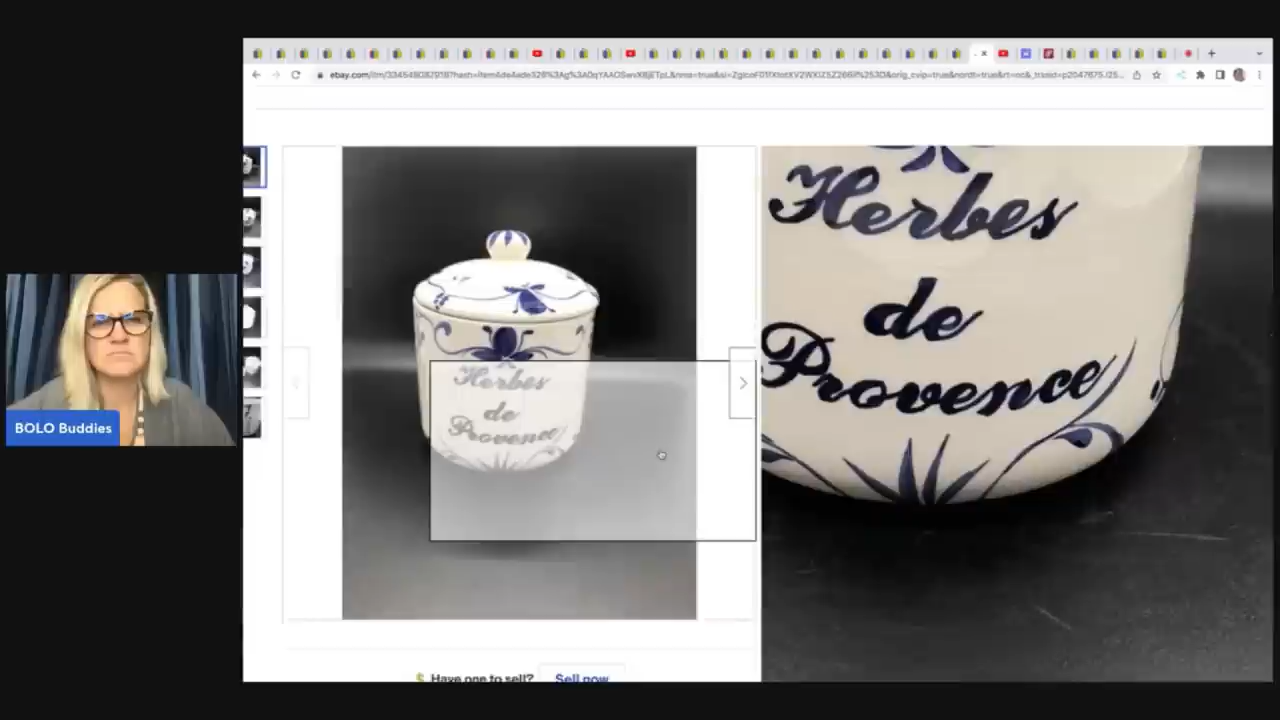 Herbes
de
Provence
Herbes
de
Provence
BOLO Buddies
Have one to sell?
Sell now